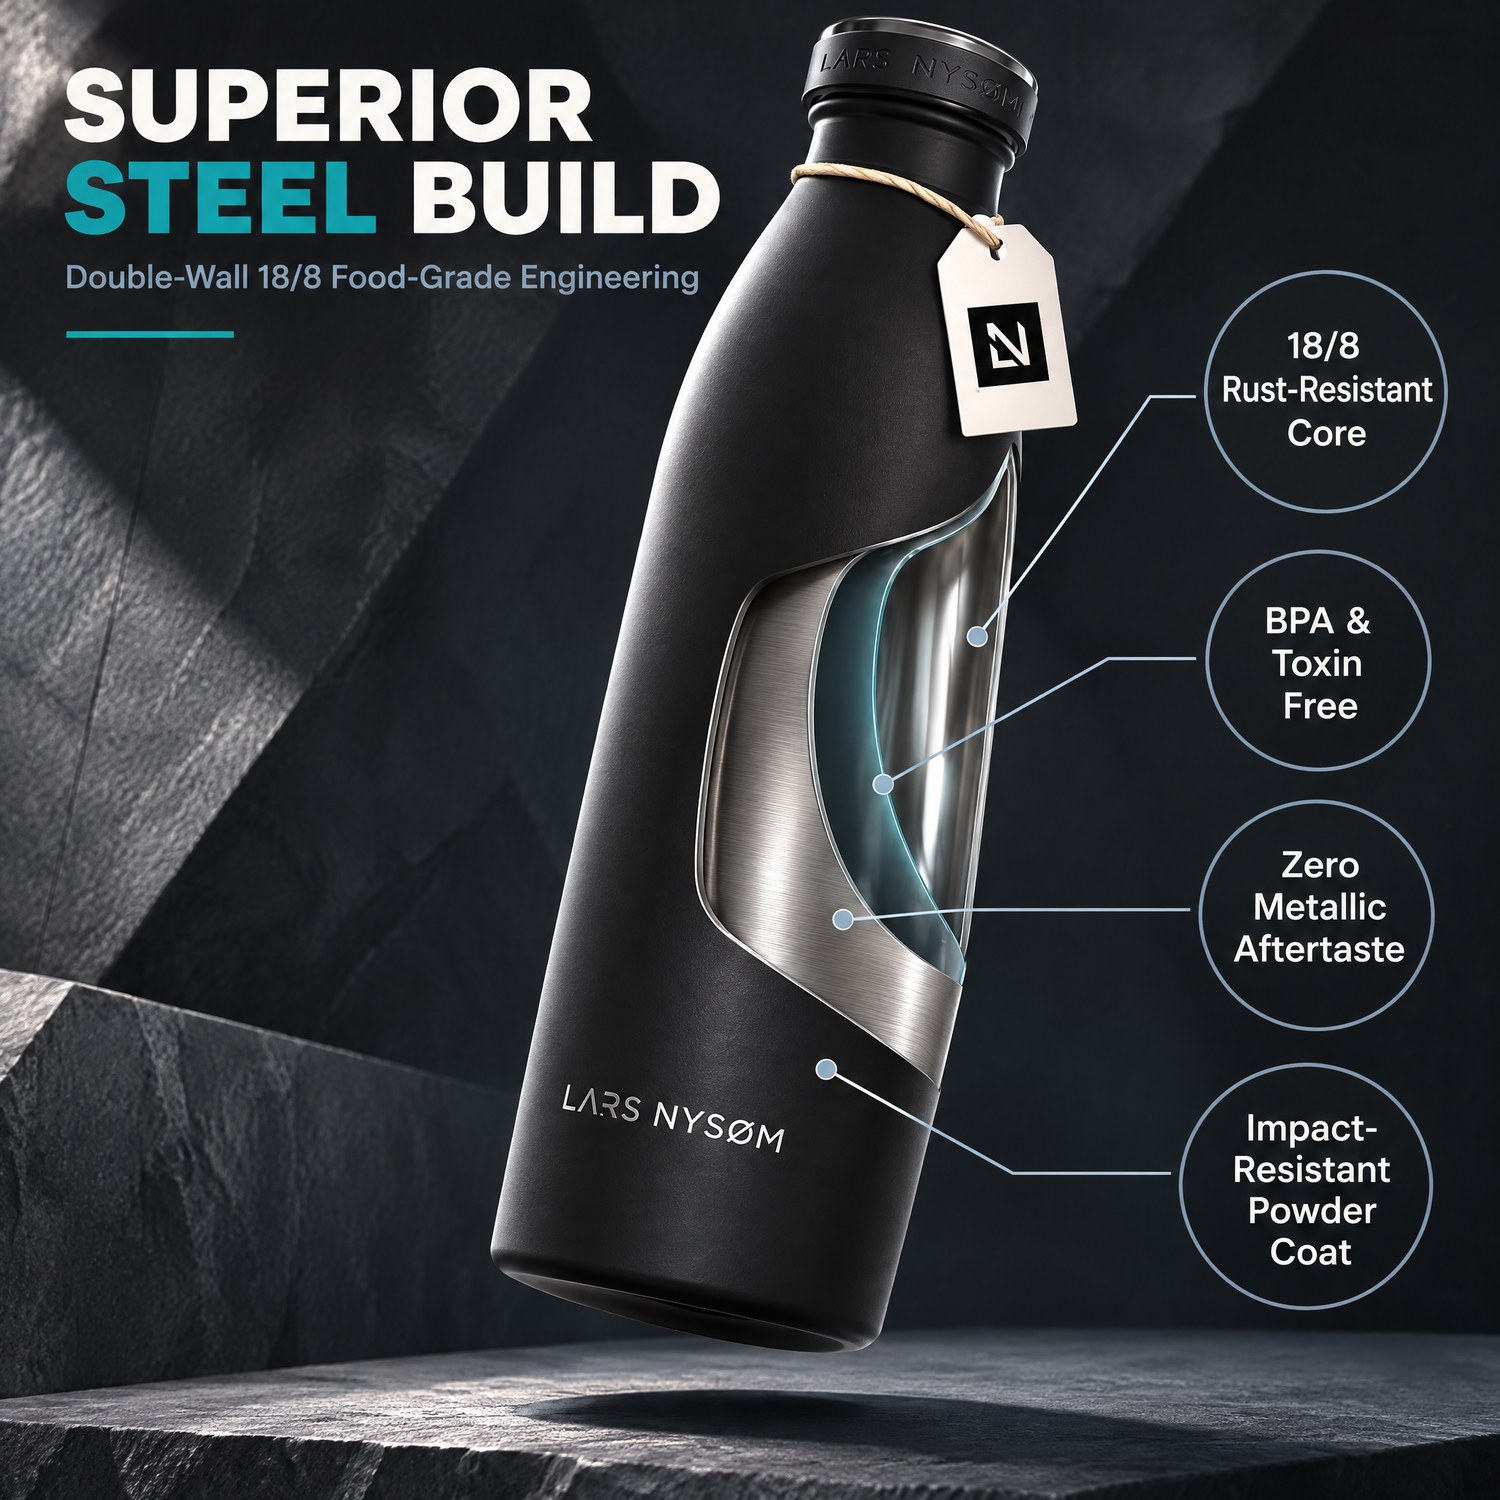 LARS NYSØM
SUPERIOR
STEEL BUILD
Double-Wall 18/8 Food-Grade Engineering
18/8
Rust-Resistant
Core
BPA &
Toxin
Free
Zero
Metallic
Aftertaste
LARS NYSØM
Impact-
Resistant
Powder
Coat